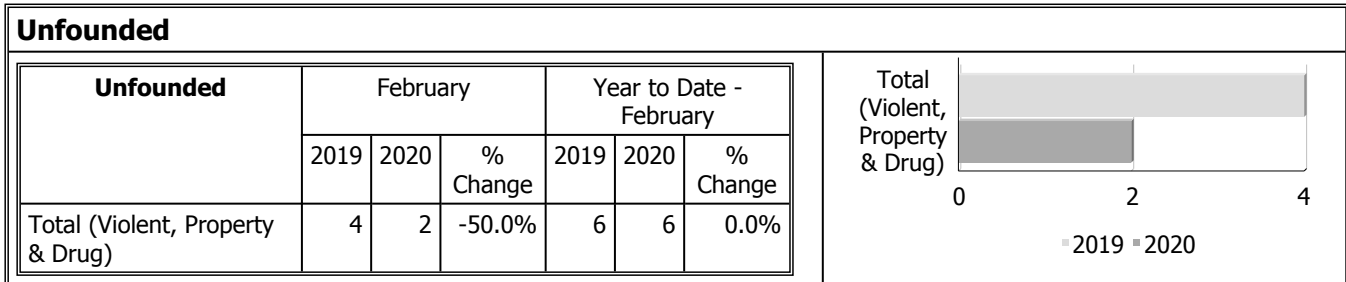 Unfounded
Unfounded February Year to Date -
February
2019 2020 % 2019 2020 %
Change Change
Total (Violent, Property 4 2 -50.0% 6 6 0.0%
& Drug)
Total
(Violent,
Property
& Drug)
0 2 4
2019 2020